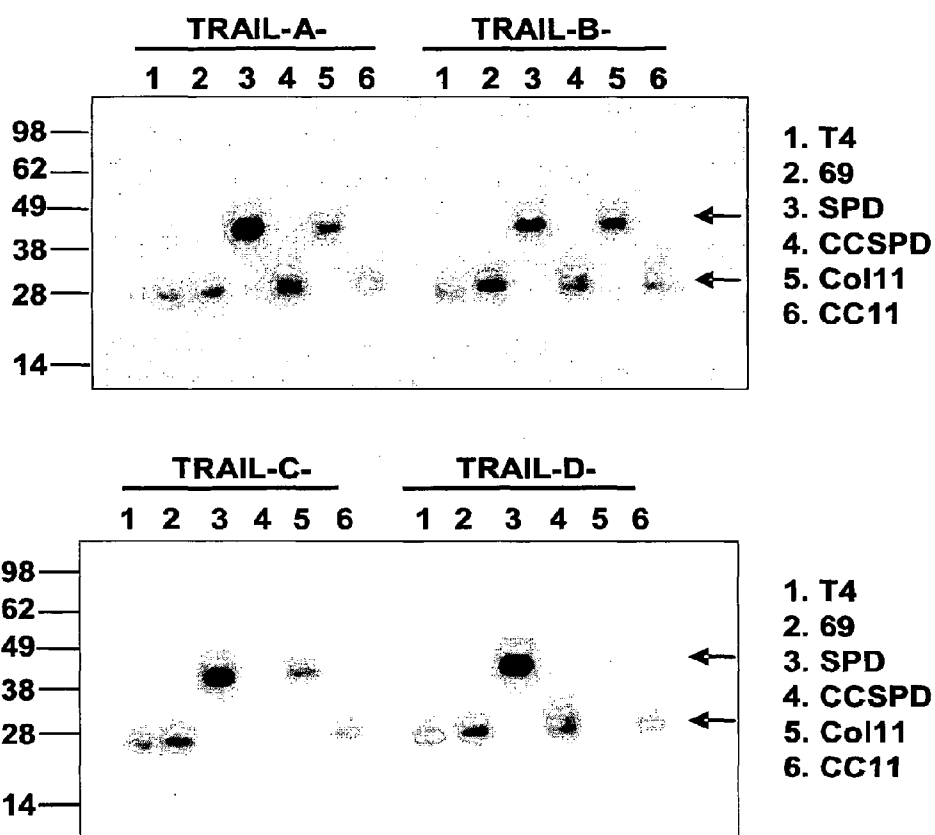 TRAIL-A- TRAIL-B-
1 2 3 4 5 6 1 2 3 4 5 6
98
62
49
38
28
14
1. T4
2. 69
3. SPD
4. CCSPD
5. Col11
6. CC11
TRAIL-C- TRAIL-D-
1 2 3 4 5 6 1 2 3 4 5 6
98
62
49
38
28
14
1. T4
2. 69
3. SPD
4. CCSPD
5. Col11
6. CC11